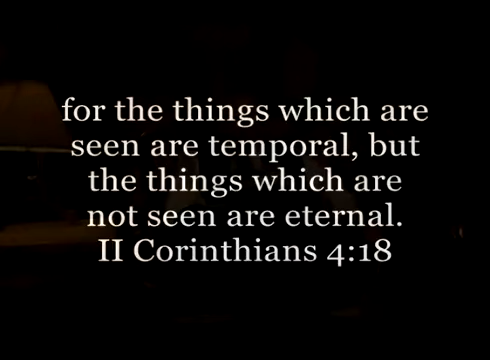 for the things which are
seen are temporal, but
the things which are
not seen are eternal.
II Corinthians 4:18